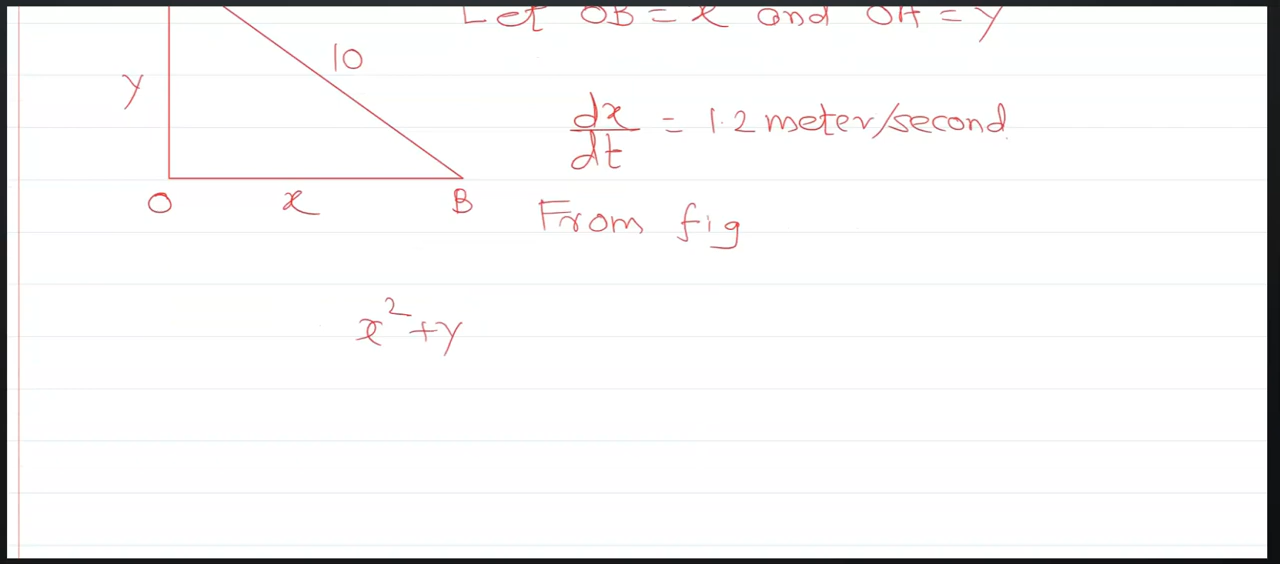 Let OB = x and OA = y
10
y
dx/dt = 1.2 meter/second
O x B
From fig
x² + y